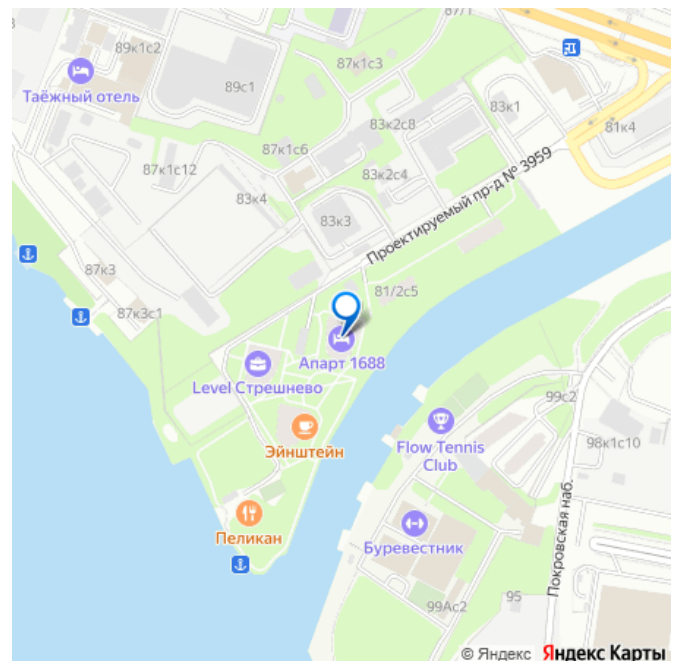 89к1с2
87/1
87к1с3
Таёжный отель
89с1
83к1
83к2с8
81к4
87к1с6
87к1с12
83к2с4
83к4
Проектируемый пр-д № 3959
83к3
87к3
81/2с5
87к3с1
Апарт 1688
Level Стрешнево
99с2
Эйнштейн
Flow Tennis
Club
98к1с10
Пеликан
Буревестник
Покровская наб.
95
99Ас2
© Яндекс Яндекс Карты